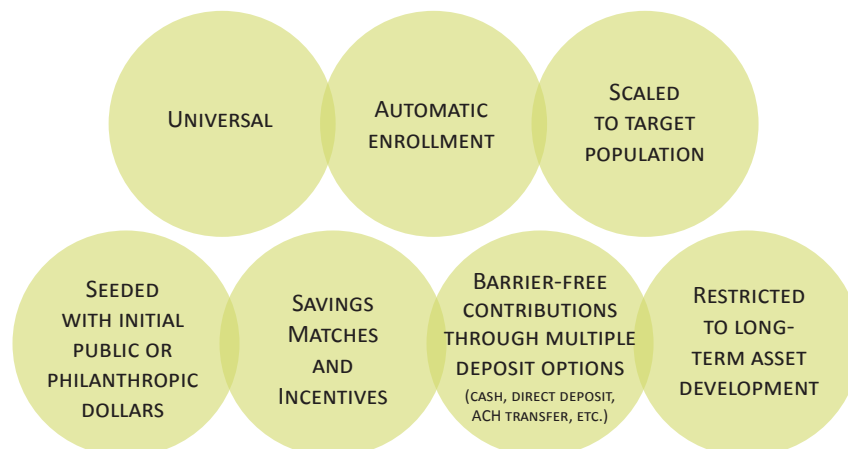 Universal
Automatic
enrollment
Scaled
to target
population
Seeded
with initial
public or
philanthropic
dollars
Savings
Matches
and
Incentives
Barrier-free
contributions
through multiple
deposit options
(cash, direct deposit,
ACH transfer, etc.)
Restricted
to long-
term asset
development